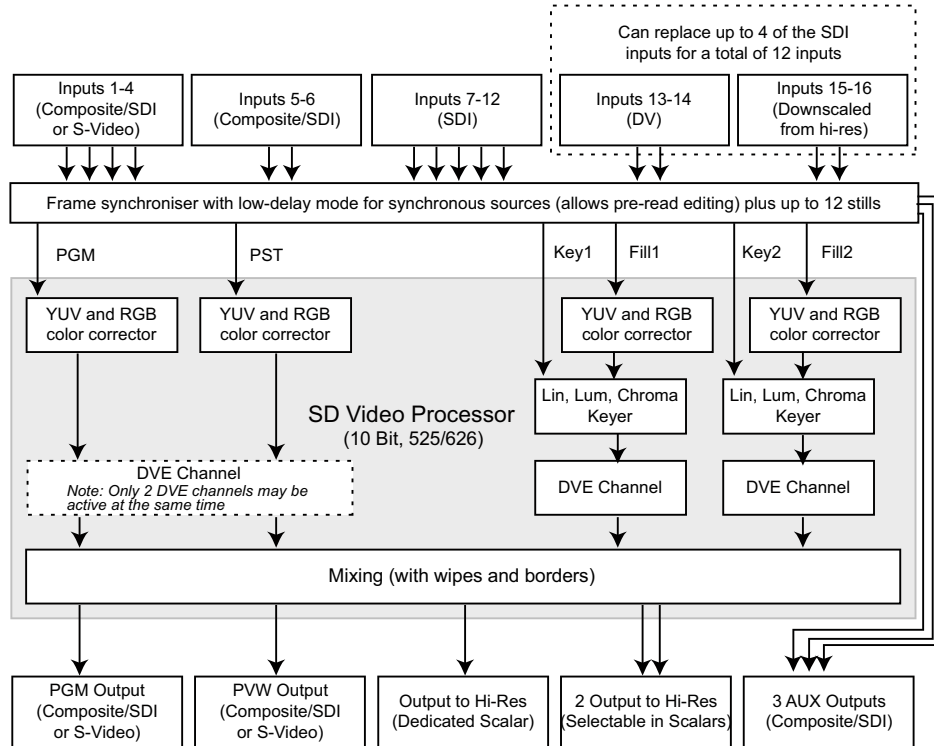 Can replace up to 4 of the SDI
inputs for a total of 12 inputs
Inputs 1-4
(Composite/SDI
or S-Video)
Inputs 5-6
(Composite/SDI)
Inputs 7-12
(SDI)
Inputs 13-14
(DV)
Inputs 15-16
(Downscaled
from hi-res)
Frame synchroniser with low-delay mode for synchronous sources (allows pre-read editing) plus up to 12 stills
PGM
PST
Key1
Fill1
Key2
Fill2
YUV and RGB
color corrector
YUV and RGB
color corrector
YUV and RGB
color corrector
YUV and RGB
color corrector
Lin, Lum, Chroma
Keyer
Lin, Lum, Chroma
Keyer
SD Video Processor
(10 Bit, 525/626)
DVE Channel
Note: Only 2 DVE channels may be
active at the same time
DVE Channel
DVE Channel
Mixing (with wipes and borders)
PGM Output
(Composite/SDI
or S-Video)
PVW Output
(Composite/SDI
or S-Video)
Output to Hi-Res
(Dedicated Scalar)
2 Output to Hi-Res
(Selectable in Scalars)
3 AUX Outputs
(Composite/SDI)